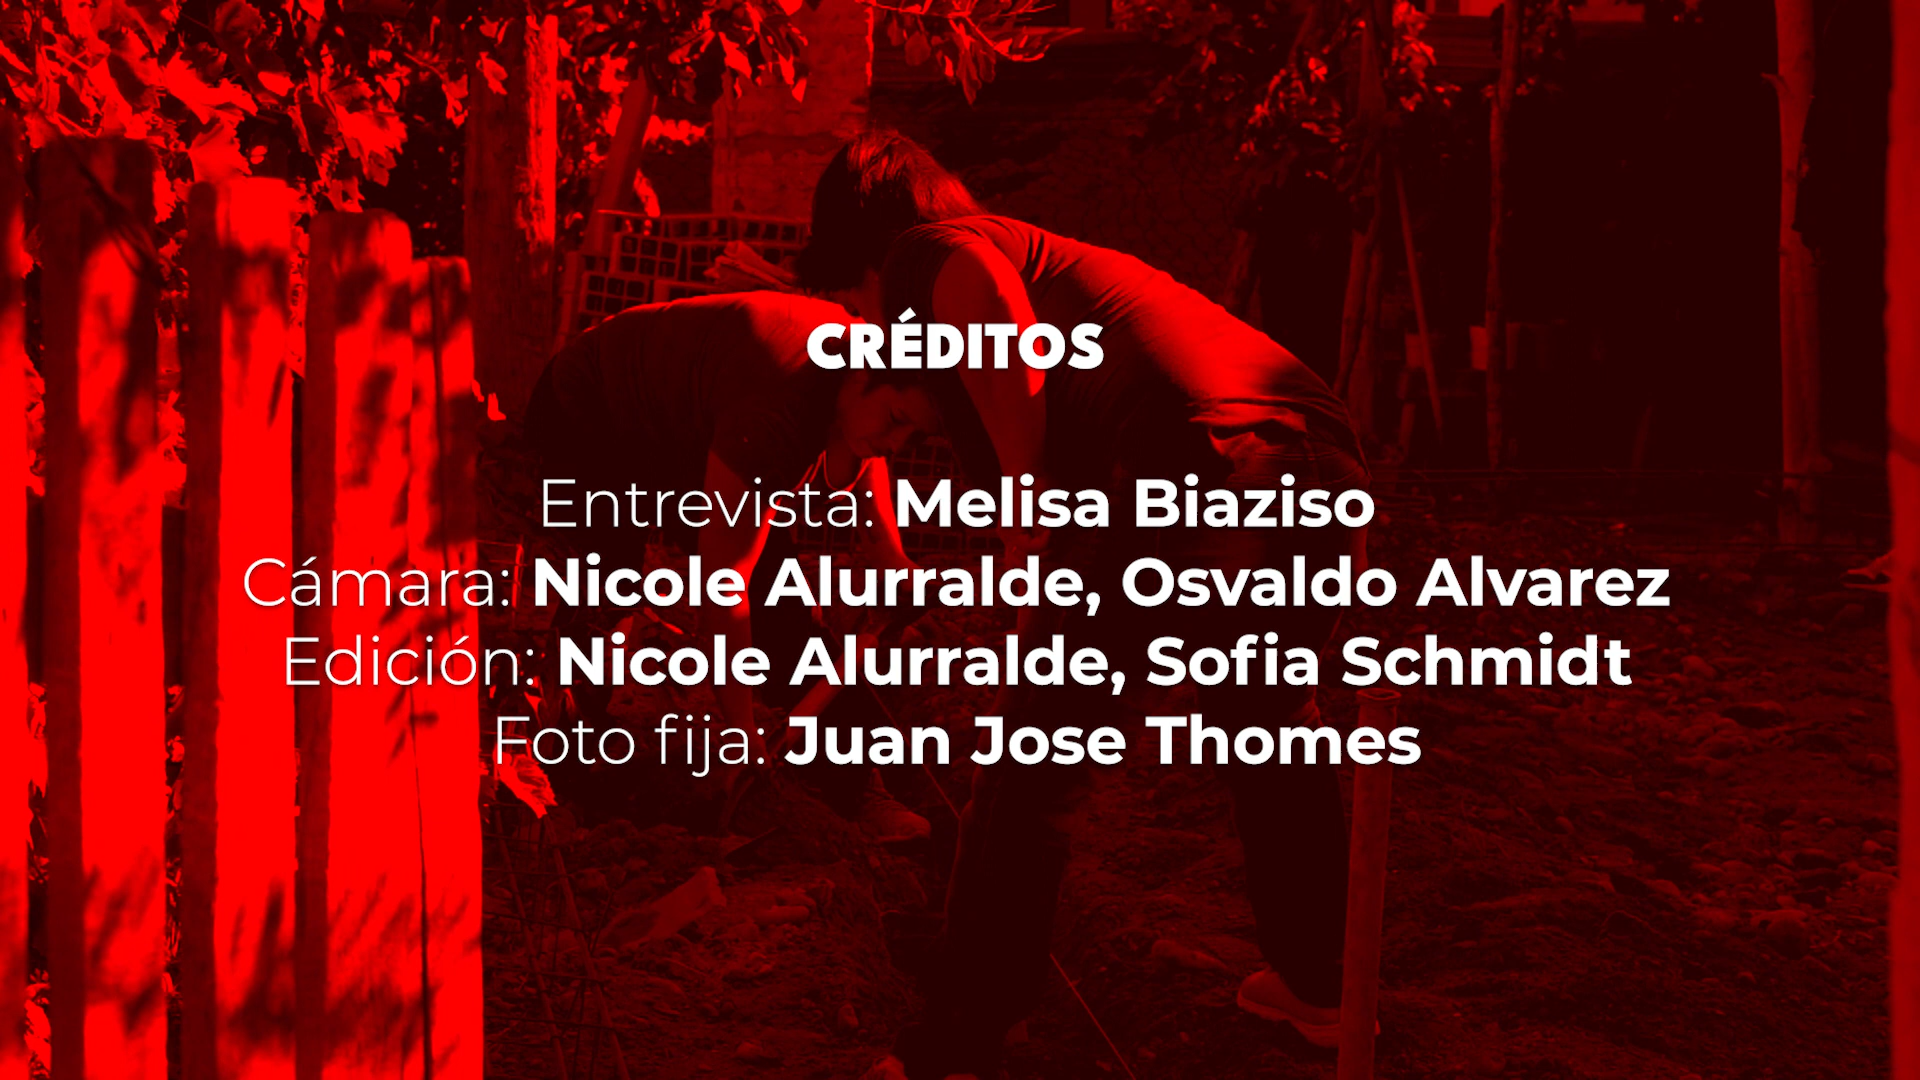 CRÉDITOS
Entrevista: Melisa Biaziso
Cámara: Nicole Alurralde, Osvaldo Alvarez
Edición: Nicole Alurralde, Sofia Schmidt
Foto fija: Juan Jose Thomes